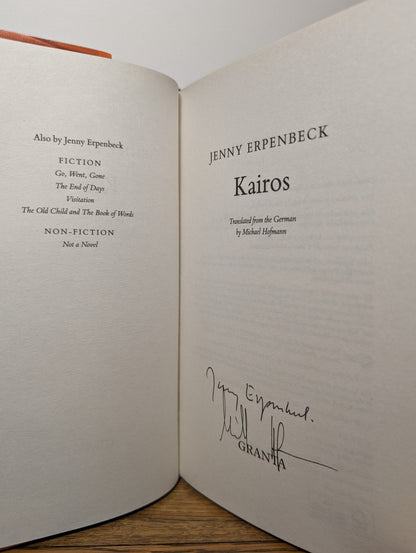 Also by Jenny Erpenbeck
FICTION
Go, Went, Gone
The End of Days
Visitation
The Old Child and The Book of Words
NON-FICTION
Not a Novel
JENNY ERPENBECK
Kairos
Translated from the German
by Michael Hofmann
Jenny Erpenbeck.
GRANTA